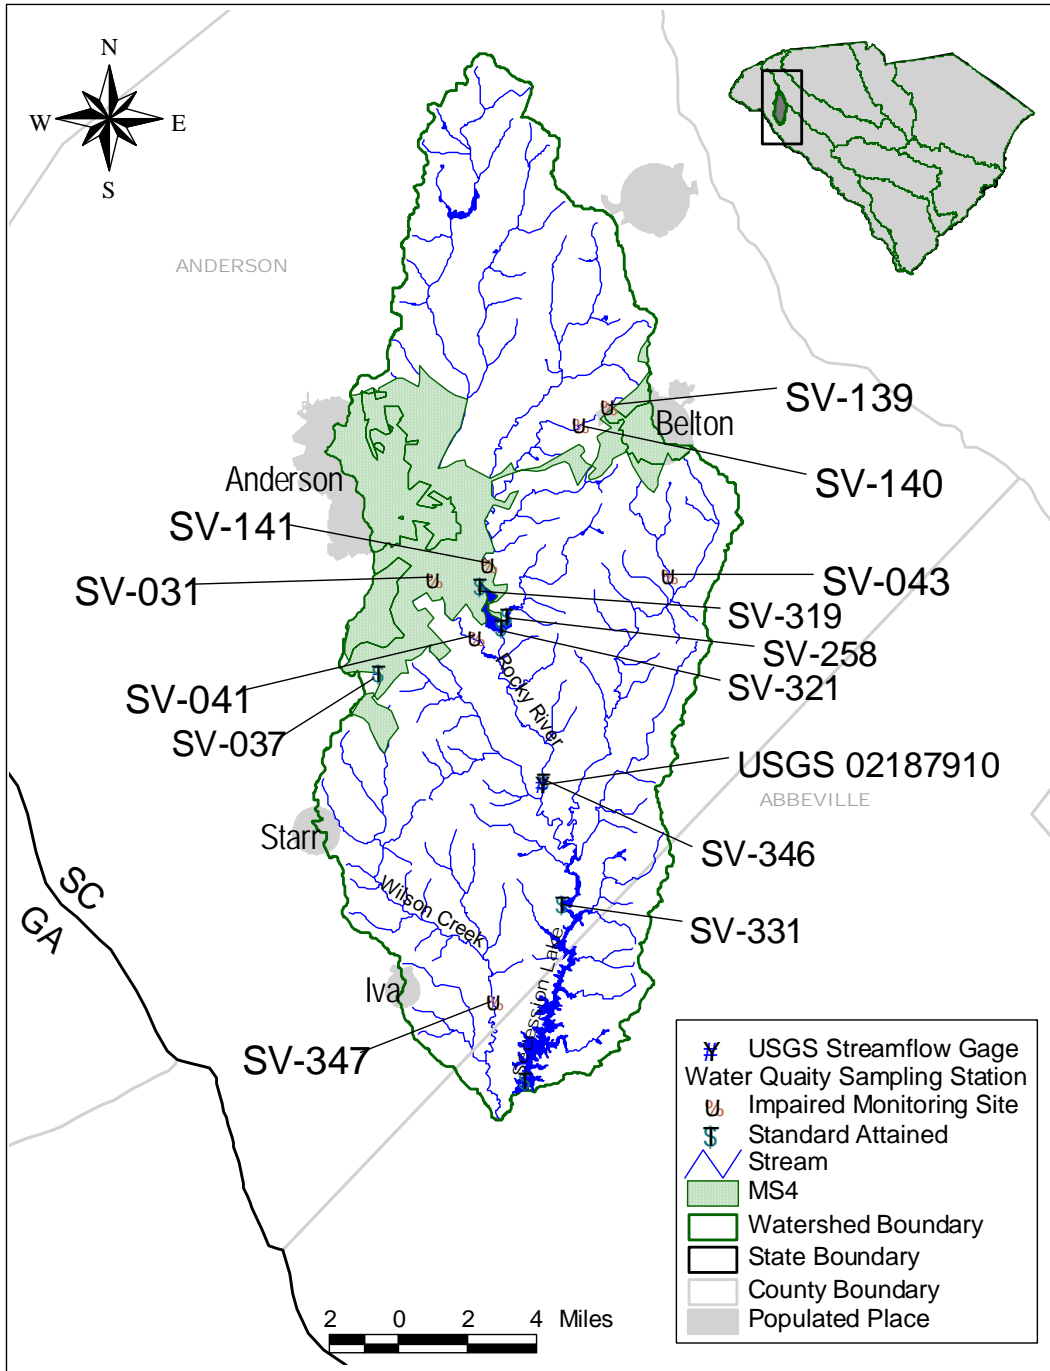 N
W
E
S
ANDERSON
SV-139
Belton
SV-140
Anderson
SV-141
SV-031
SV-043
SV-319
SV-258
SV-041
SV-321
Rocky River
SV-037
USGS 02187910
ABBEVILLE
Starr
SV-346
SC
GA
Wilson Creek
SV-331
Iva
Lake
SV-347
USGS Streamflow Gage
Water Quaity Sampling Station
Impaired Monitoring Site
Standard Attained
Stream
MS4
Watershed Boundary
State Boundary
County Boundary
Populated Place
2 0 2 4 Miles